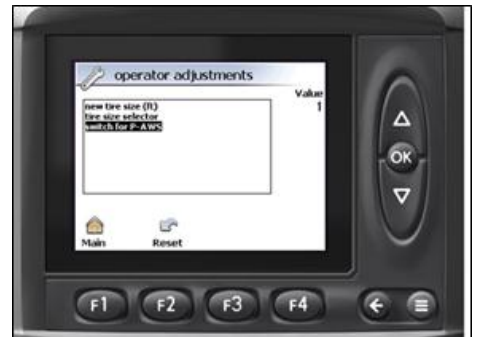 operator adjustments
Value
new tire size (ft)
1
tire size selector
switch for P-AWS
Main
Reset
OK
F1
F2
F3
F4